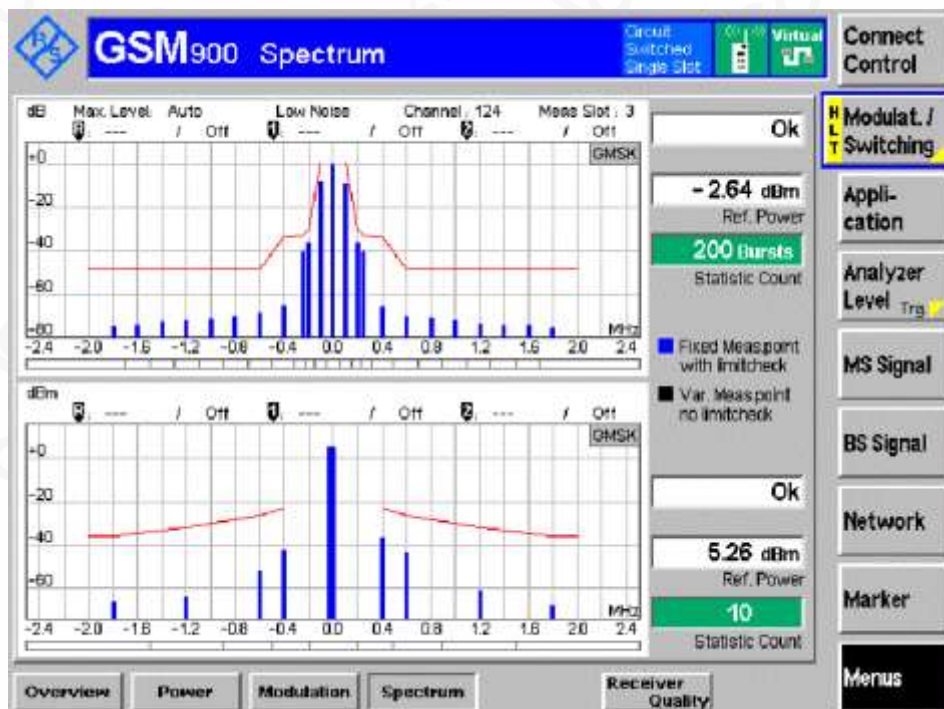 R S
GSM900 Spectrum
Circuit
Switched
Single Slot
Virtual
Connect
Control
dB Max. Level: Auto Low Noise Channel: 124 Meas Slot: 3
R: --- / Off 1: --- / Off 2: --- / Off
GMSK
+0
-20
-40
-60
-80
MHz
-2.4 -2.0 -1.6 -1.2 -0.8 -0.4 0.0 0.4 0.8 1.2 1.6 2.0 2.4
Ok
-2.64 dBm
Ref. Power
200 Bursts
Statistic Count
Fixed Meas.point
with limitcheck
Var. Meas.point
no limitcheck
dBm
R: --- / Off 1: --- / Off 2: --- / Off
GMSK
+0
-20
-40
-60
MHz
-2.4 -2.0 -1.6 -1.2 -0.8 -0.4 0.0 0.4 0.8 1.2 1.6 2.0 2.4
Ok
5.26 dBm
Ref. Power
10
Statistic Count
HLT
Modulat. /
Switching
Appli-
cation
Analyzer
Level Trg
MS Signal
BS Signal
Network
Marker
Menus
Overview
Power
Modulation
Spectrum
Receiver
Quality